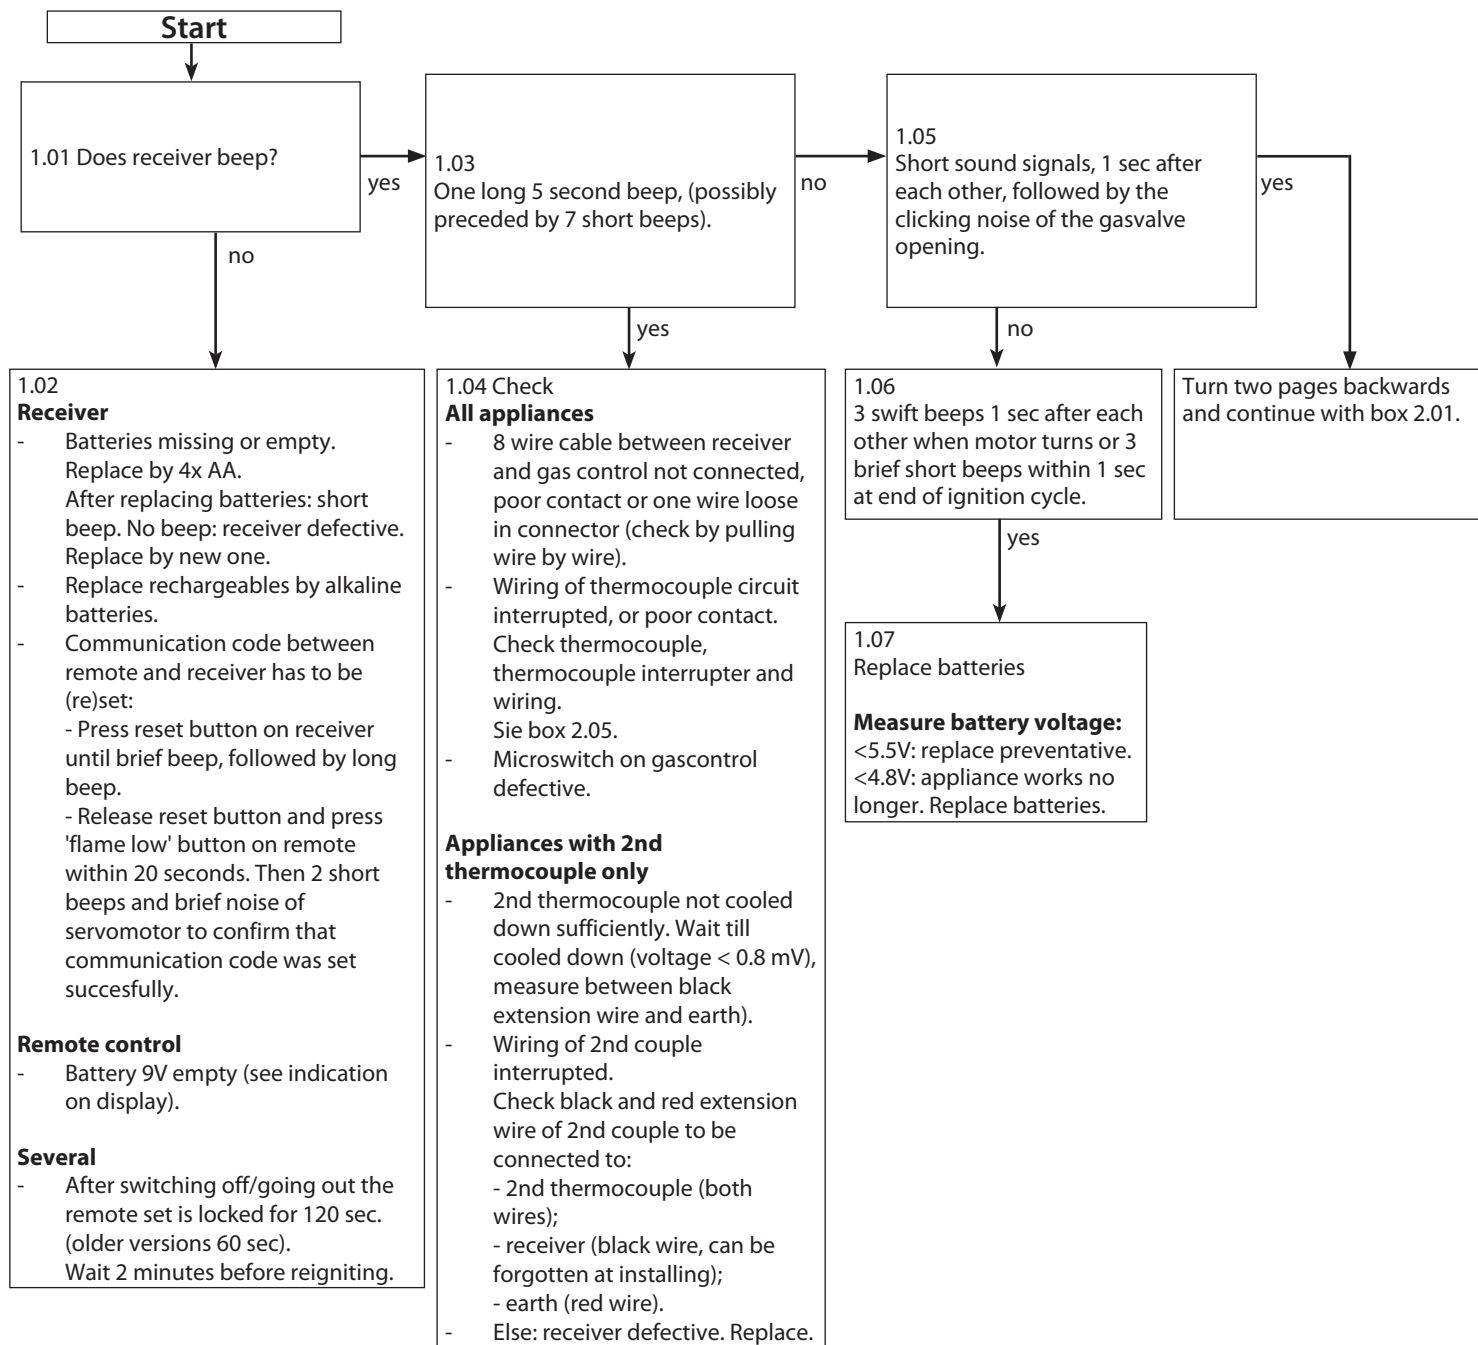 Start
1.01 Does receiver beep?
yes
no
1.03
One long 5 second beep, (possibly
preceded by 7 short beeps).
no
yes
1.05
Short sound signals, 1 sec after
each other, followed by the
clicking noise of the gasvalve
opening.
yes
no
1.02
Receiver
- Batteries missing or empty.
Replace by 4x AA.
After replacing batteries: short
beep. No beep: receiver defective.
Replace by new one.
- Replace rechargeables by alkaline
batteries.
- Communication code between
remote and receiver has to be
(re)set:
- Press reset button on receiver
until brief beep, followed by long
beep.
- Release reset button and press
'flame low' button on remote
within 20 seconds. Then 2 short
beeps and brief noise of
servomotor to confirm that
communication code was set
succesfully.
Remote control
- Battery 9V empty (see indication
on display).
Several
- After switching off/going out the
remote set is locked for 120 sec.
(older versions 60 sec).
Wait 2 minutes before reigniting.
1.04 Check
All appliances
- 8 wire cable between receiver
and gas control not connected,
poor contact or one wire loose
in connector (check by pulling
wire by wire).
- Wiring of thermocouple circuit
interrupted, or poor contact.
Check thermocouple,
thermocouple interrupter and
wiring.
Sie box 2.05.
- Microswitch on gascontrol
defective.
Appliances with 2nd
thermocouple only
- 2nd thermocouple not cooled
down sufficiently. Wait till
cooled down (voltage < 0.8 mV),
measure between black
extension wire and earth).
- Wiring of 2nd couple
interrupted.
Check black and red extension
wire of 2nd couple to be
connected to:
- 2nd thermocouple (both
wires);
- receiver (black wire, can be
forgotten at installing);
- earth (red wire).
- Else: receiver defective. Replace.
1.06
3 swift beeps 1 sec after each
other when motor turns or 3
brief short beeps within 1 sec
at end of ignition cycle.
yes
1.07
Replace batteries
Measure battery voltage:
<5.5V: replace preventative.
<4.8V: appliance works no
longer. Replace batteries.
Turn two pages backwards
and continue with box 2.01.